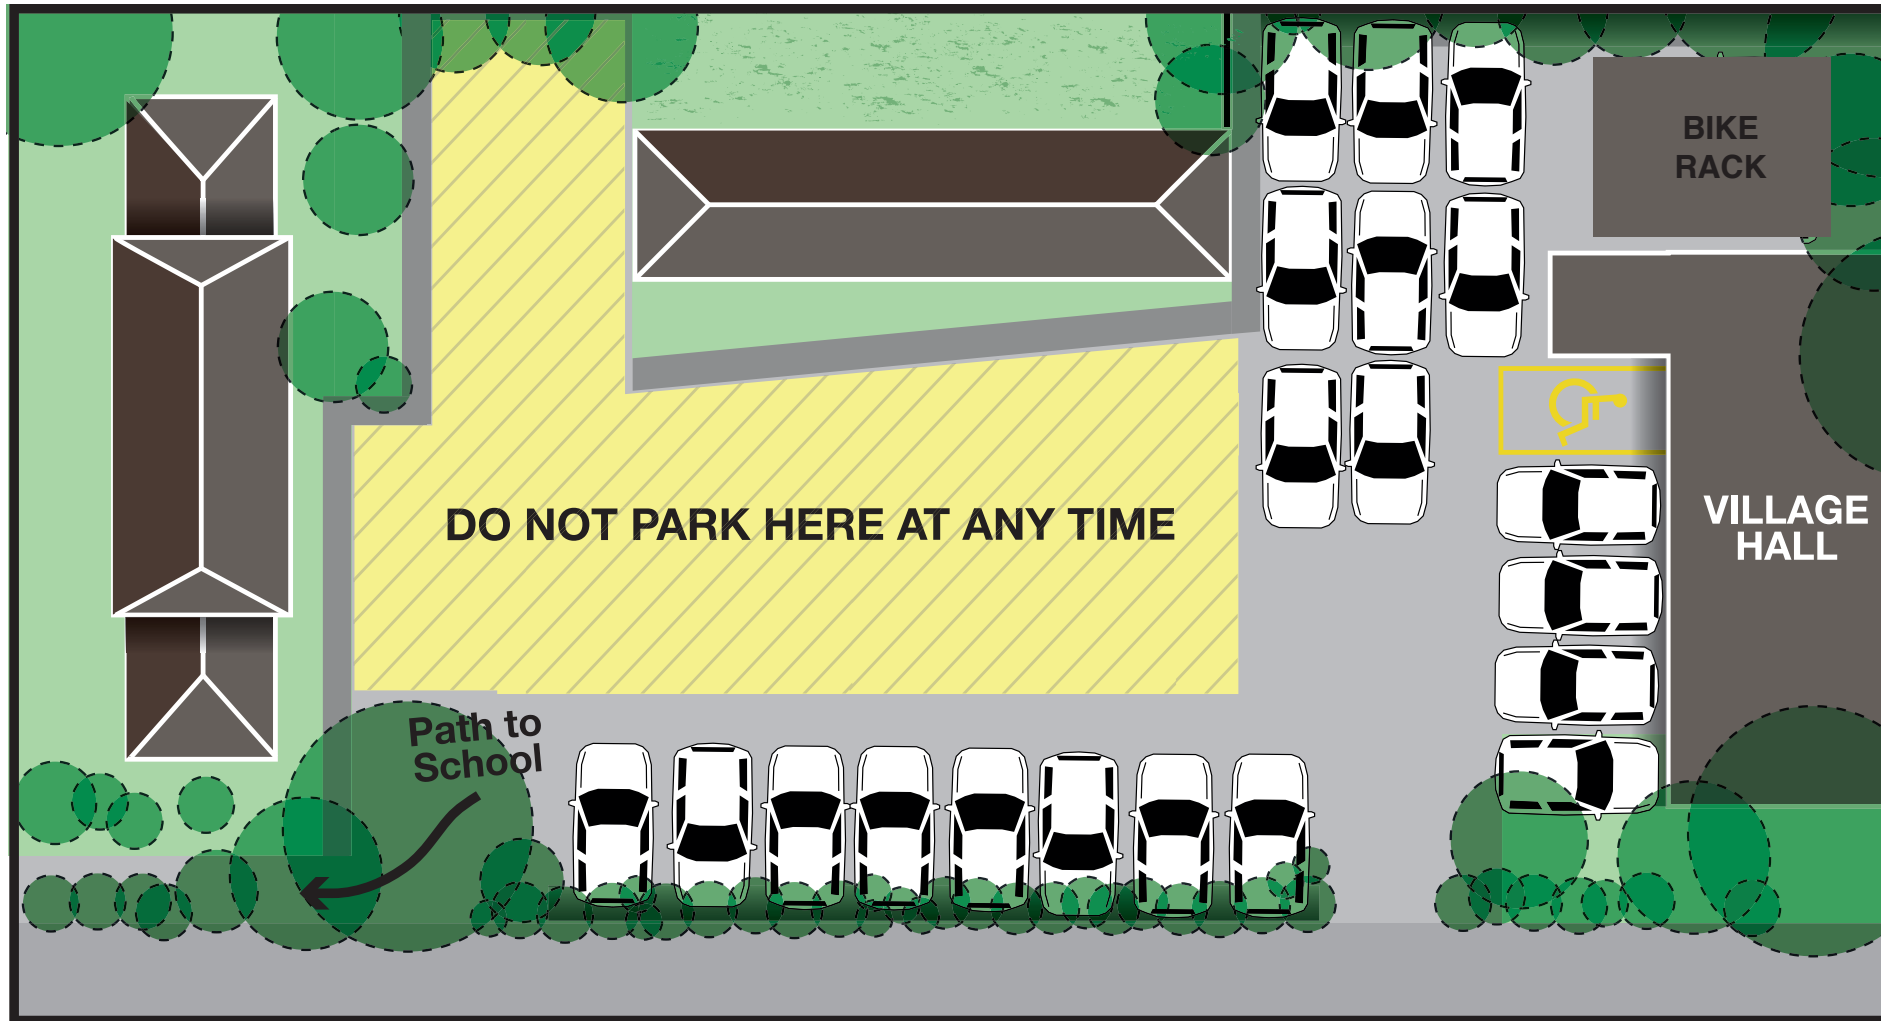 BIKE
RACK
VILLAGE
HALL
DO NOT PARK HERE AT ANY TIME
Path to
School